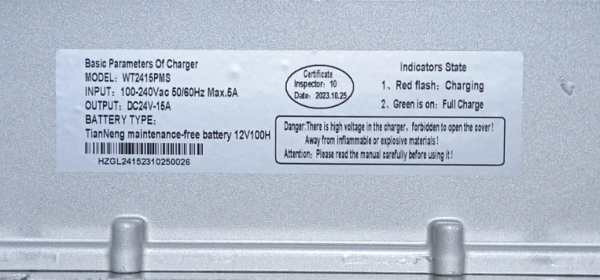 Basic Parameters Of Charger
MODEL: WT2415PMS
INPUT: 100-240Vac 50/60Hz Max.5A
OUTPUT: DC24V-15A
BATTERY TYPE:
TianNeng maintenance-free battery 12V100H
HZGL24152310250026
Certificate
Inspector: 10
Date: 2023.10.25
Indicators State
1、Red flash: Charging
2、Green is on: Full Charge
Danger:There is high voltage in the charger, forbidden to open the cover!
Away from inflammable or explosive materials!
Attention: Please read the manual carefully before using it!